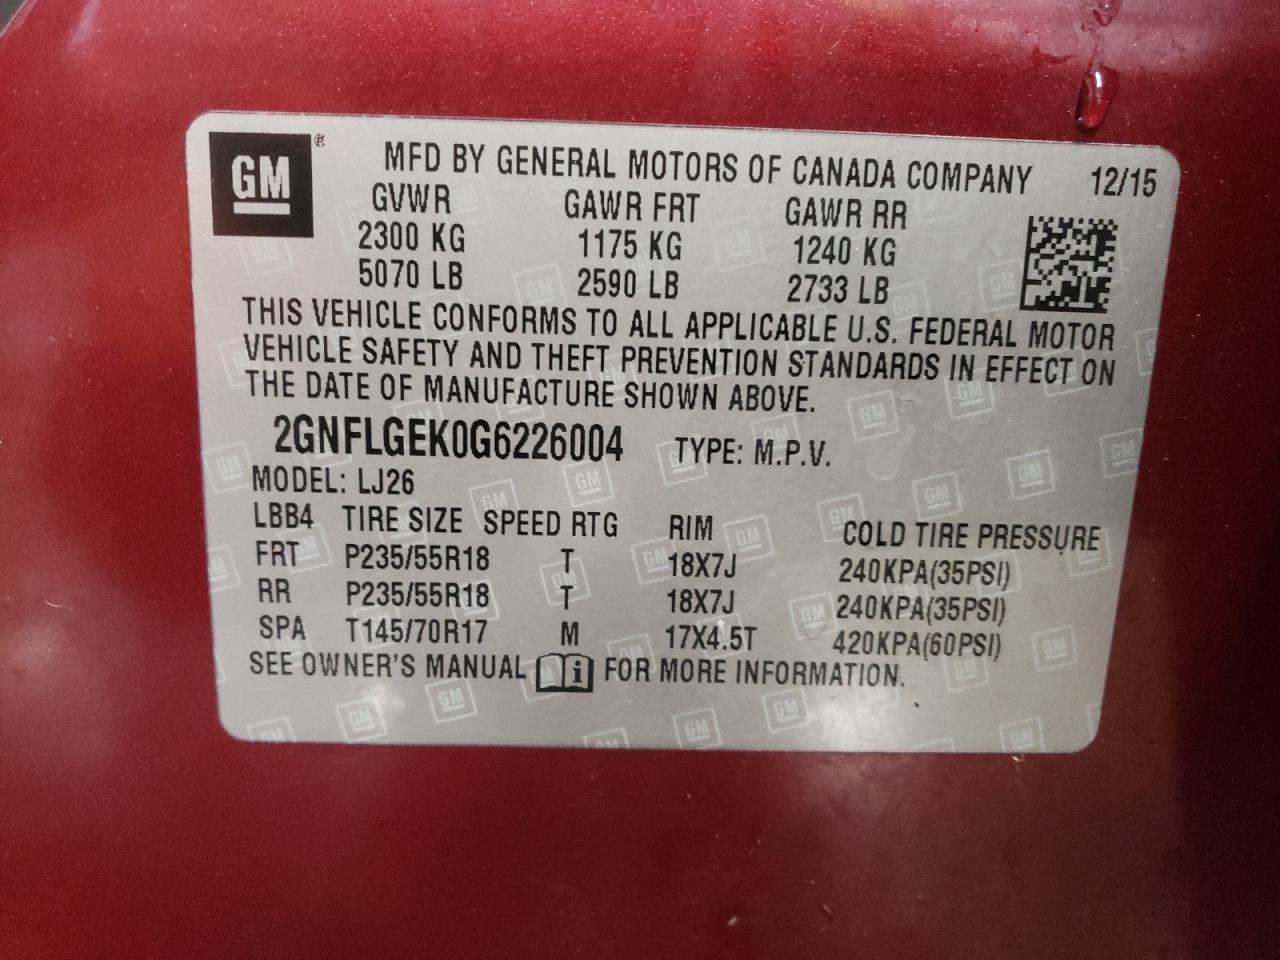 GM ®
MFD BY GENERAL MOTORS OF CANADA COMPANY 12/15
GVWR GAWR FRT GAWR RR
2300 KG 1175 KG 1240 KG
5070 LB 2590 LB 2733 LB
THIS VEHICLE CONFORMS TO ALL APPLICABLE U.S. FEDERAL MOTOR
VEHICLE SAFETY AND THEFT PREVENTION STANDARDS IN EFFECT ON
THE DATE OF MANUFACTURE SHOWN ABOVE.
2GNFLGEK0G6226004 TYPE: M.P.V.
MODEL: LJ26
LBB4 TIRE SIZE SPEED RTG RIM COLD TIRE PRESSURE
FRT P235/55R18 T 18X7J 240KPA(35PSI)
RR P235/55R18 T 18X7J 240KPA(35PSI)
SPA T145/70R17 M 17X4.5T 420KPA(60PSI)
SEE OWNER'S MANUAL i FOR MORE INFORMATION.